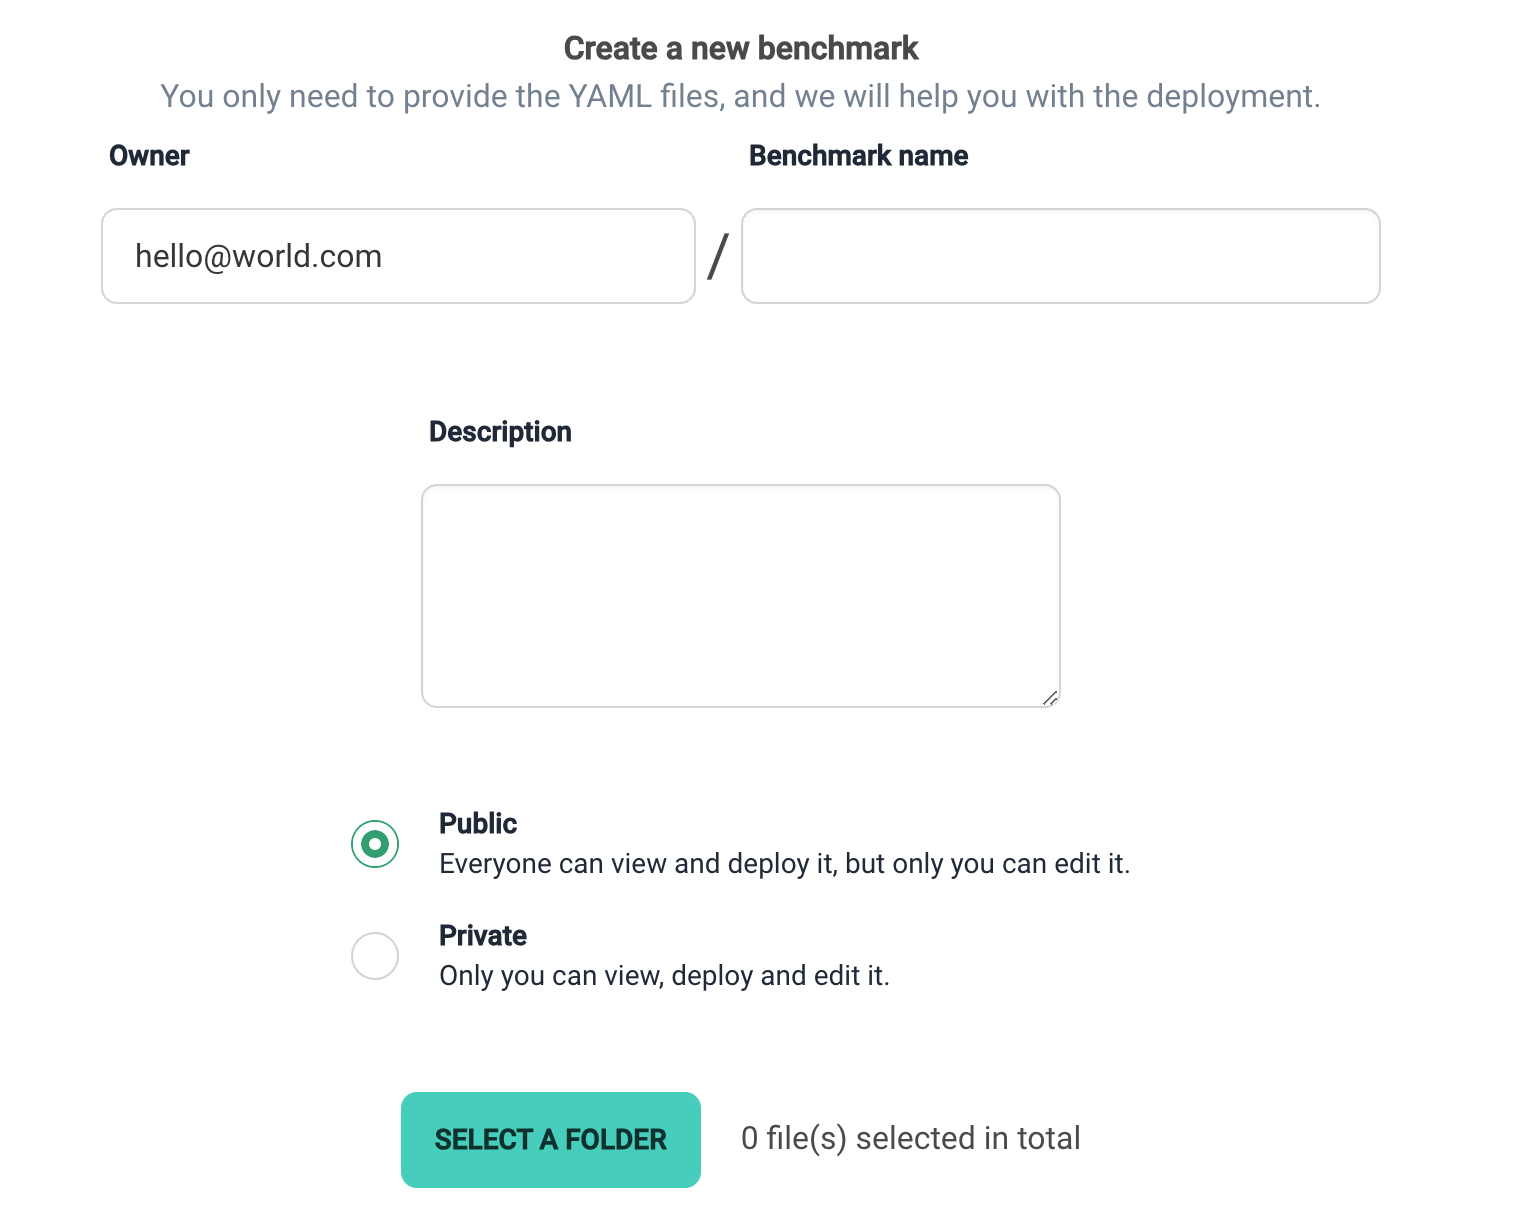 Create a new benchmark
You only need to provide the YAML files, and we will help you with the deployment.
Owner
Benchmark name
hello@world.com
/
Description
Public
Everyone can view and deploy it, but only you can edit it.
Private
Only you can view, deploy and edit it.
SELECT A FOLDER
0 file(s) selected in total